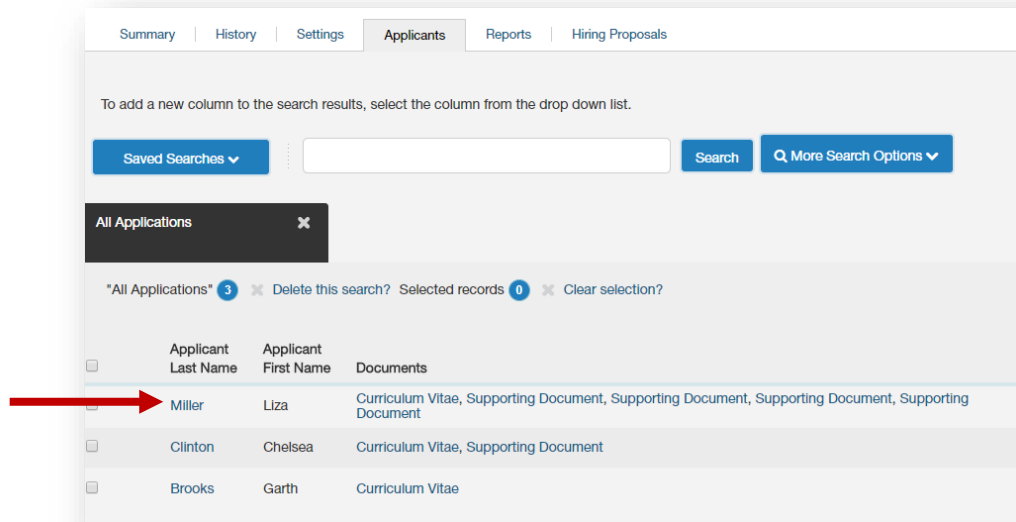 Summary History Settings Applicants Reports Hiring Proposals
To add a new column to the search results, select the column from the drop down list.
Saved Searches Search More Search Options
All Applications
"All Applications" 3 Delete this search? Selected records 0 Clear selection?
Applicant Applicant
Last Name First Name Documents
Miller Liza Curriculum Vitae, Supporting Document, Supporting Document, Supporting Document, Supporting
Document
Clinton Chelsea Curriculum Vitae, Supporting Document
Brooks Garth Curriculum Vitae